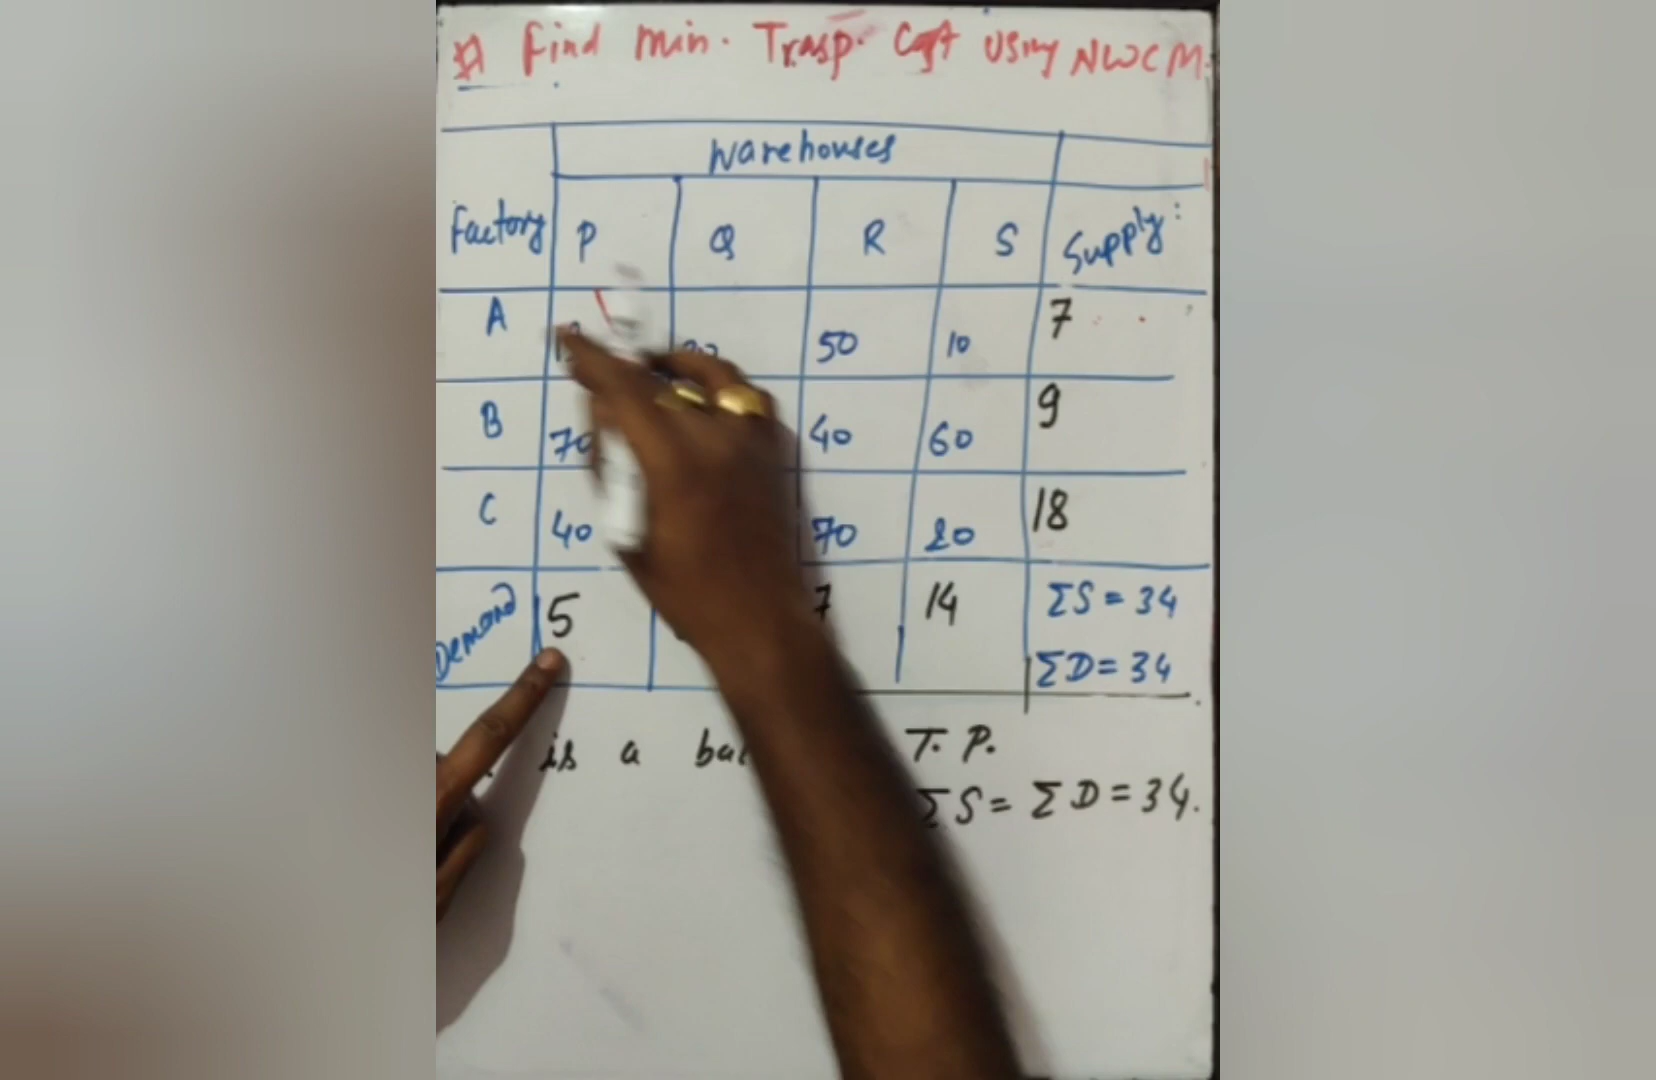 Find Min. Trasp. Cost Using NWCM.
Warehouses
Factory P Q R S Supply:
A 50 10 7
B 70 40 60 9
C 40 70 20 18
Demand 5 7 14 ΣS = 34
ΣD = 34
is a T. P.
ΣS = ΣD = 34.